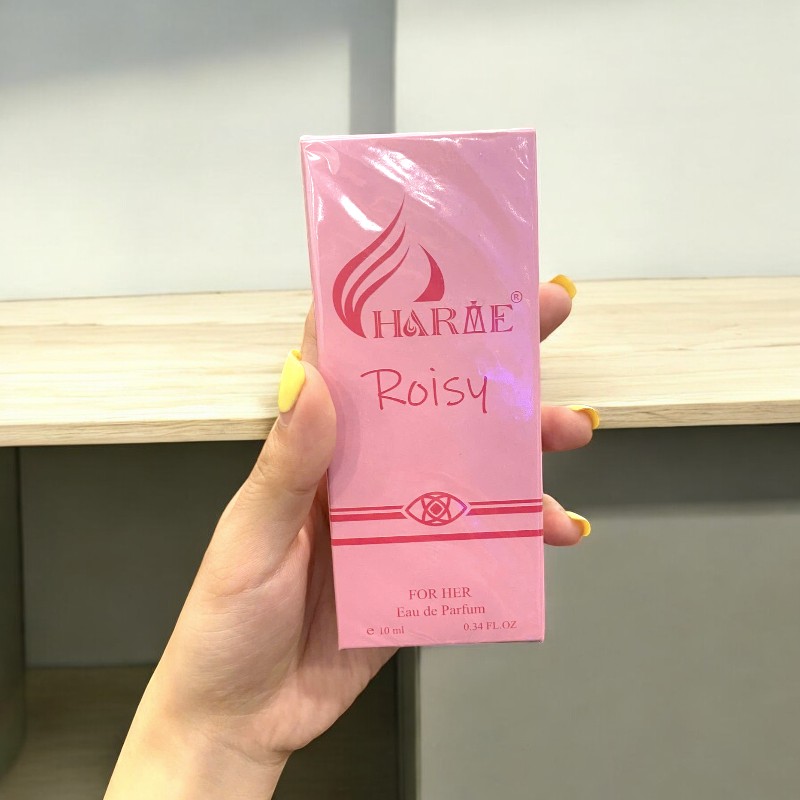 CHARME®
Roisy
FOR HER
Eau de Parfum
e 10 ml 0.34 FL.OZ